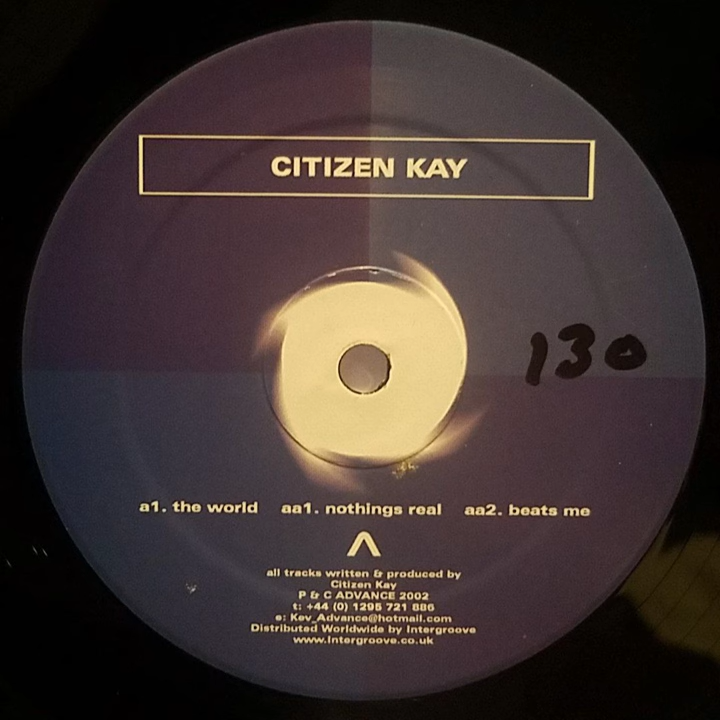 CITIZEN KAY
130
a1. the world aa1. nothings real aa2. beats me
all tracks written & produced by
Citizen Kay
P & C ADVANCE 2002
t: +44 (0) 1295 721 886
e: Kev_Advance@hotmail.com
Distributed Worldwide by Intergroove
www.Intergroove.co.uk